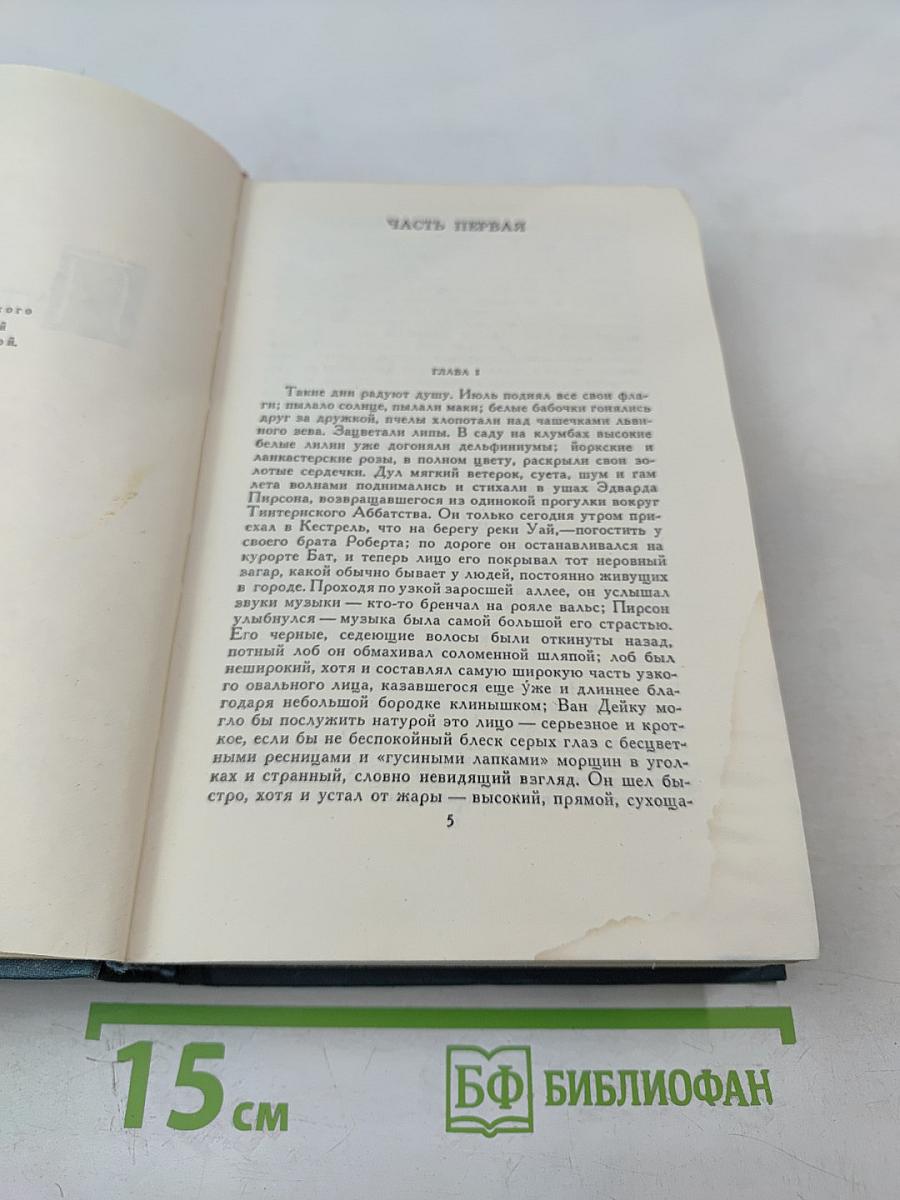 кого
й
ой.
ЧАСТЬ ПЕРВАЯ
ГЛАВА 1
Такие дни радуют душу. Июль поднял все свои фла-
ги; пылало солнце, пылали маки; белые бабочки гонялись
друг за дружкой, пчелы хлопотали над чашечками льви-
ного зева. Зацветали липы. В саду на клумбах высокие
белые лилии уже догоняли дельфиниумы; йоркские и
ланкастерские розы, в полном цвету, раскрыли свои зо-
лотые сердечки. Дул мягкий ветерок, суета, шум и гам
лета волнами поднимались и стихали в ушах Эдварда
Пирсона, возвращавшегося из одинокой прогулки вокруг
Тинтернского Аббатства. Он только сегодня утром при-
ехал в Кестрель, что на берегу реки Уай,—погостить у
своего брата Роберта; по дороге он останавливался на
курорте Бат, и теперь лицо его покрывал тот неровный
загар, какой обычно бывает у людей, постоянно живущих
в городе. Проходя по узкой заросшей аллее, он услышал
звуки музыки — кто-то бренчал на рояле вальс; Пирсон
улыбнулся — музыка была самой большой его страстью.
Его черные, седеющие волосы были откинуты назад,
потный лоб он обмахивал соломенной шляпой; лоб был
неширокий, хотя и составлял самую широкую часть узко-
го овального лица, казавшегося еще у́же и длиннее бла-
годаря небольшой бородке клинышком; Ван Дейку мо-
гло бы послужить натурой это лицо — серьезное и крот-
кое, если бы не беспокойный блеск серых глаз с бесцвет-
ными ресницами и «гусиными лапками» морщин в угол-
ках и странный, словно невидящий взгляд. Он шел бы-
стро, хотя и устал от жары — высокий, прямой, сухоща-
5
15 см
БФ БИБЛИОФАН